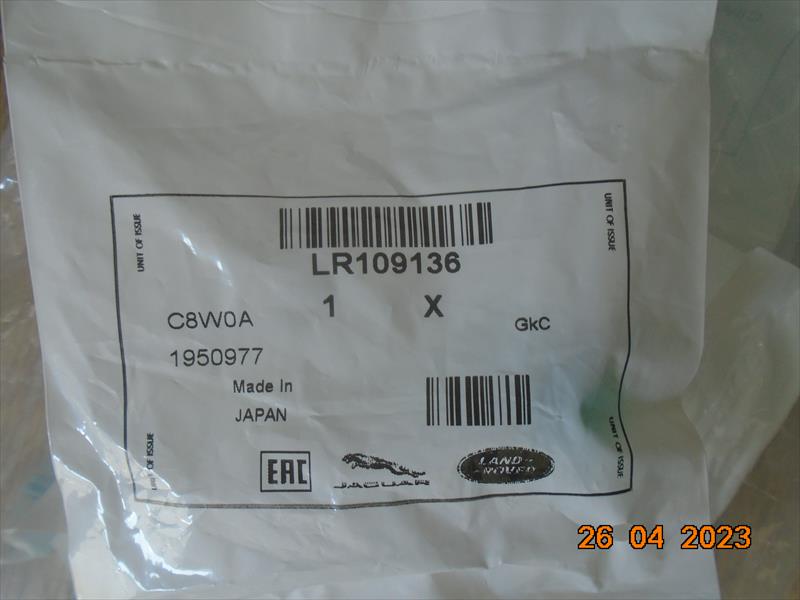 UNIT OF ISSUE
UNIT OF ISSUE
LR109136
1 X
C8W0A
GkC
1950977
Made In
JAPAN
UNIT OF ISSUE
UNIT OF ISSUE
EAC
JAGUAR
LAND-
ROVER
26 04 2023